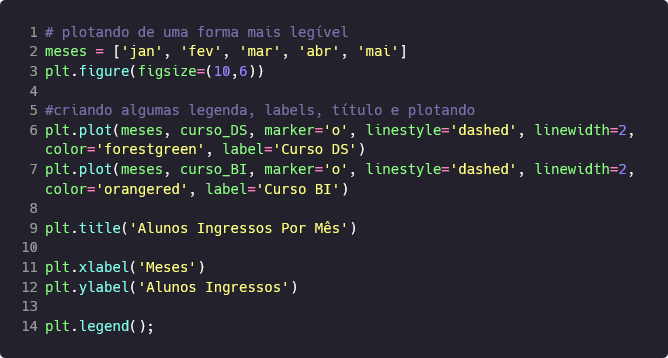 1 # plotando de uma forma mais legível
2 meses = ['jan', 'fev', 'mar', 'abr', 'mai']
3 plt.figure(figsize=(10,6))
4
5 #criando algumas legenda, labels, título e plotando
6 plt.plot(meses, curso_DS, marker='o', linestyle='dashed', linewidth=2,
color='forestgreen', label='Curso DS')
7 plt.plot(meses, curso_BI, marker='o', linestyle='dashed', linewidth=2,
color='orangered', label='Curso BI')
8
9 plt.title('Alunos Ingressos Por Mês')
10
11 plt.xlabel('Meses')
12 plt.ylabel('Alunos Ingressos')
13
14 plt.legend();